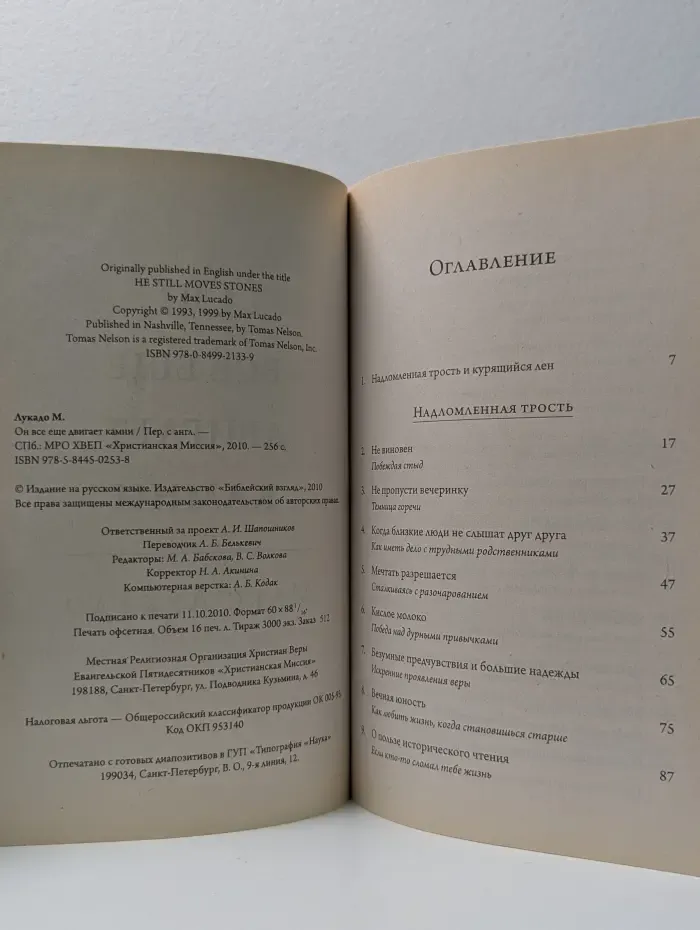 Originally published in English under the title
HE STILL MOVES STONES
by Max Lucado
Copyright © 1993, 1999 by Max Lucado
Published in Nashville, Tennessee, by Tomas Nelson.
Tomas Nelson is a registered trademark of Tomas Nelson, Inc.
ISBN 978-0-8499-2133-9
Лукадо М.
Он все еще двигает камни / Пер. с англ. —
СПб.: МРО ХВЕП «Христианская Миссия», 2010. — 256 с.
ISBN 978-5-8445-0253-8
© Издание на русском языке. Издательство «Библейский взгляд», 2010
Все права защищены международным законодательством об авторских правах.
Ответственный за проект А. И. Шапошников
Переводчик А. Б. Белькевич
Редакторы: М. А. Бабскова, В. С. Волкова
Корректор Н. А. Акинина
Компьютерная верстка: А. Б. Кодак
Подписано к печати 11.10.2010. Формат 60 × 88 1/16.
Печать офсетная. Объем 16 печ. л. Тираж 3000 экз. Заказ 512
Местная Религиозная Организация Христиан Веры
Евангельской Пятидесятников «Христианская Миссия»
198188, Санкт-Петербург, ул. Подводника Кузьмина, д. 46
Налоговая льгота — Общероссийский классификатор продукции ОК 005-95
Код ОКП 953140
Отпечатано с готовых диапозитивов в ГУП «Типография «Наука»
199034, Санкт-Петербург, В. О., 9-я линия, 12.
Оглавление
1. Надломленная трость и курящийся лен 7
Надломленная трость
2. Не виновен 17
Побеждая стыд
3. Не пропусти вечеринку 27
Темница горечи
4. Когда близкие люди не слышат друг друга 37
Как иметь дело с трудными родственниками
5. Мечтать разрешается 47
Сталкиваясь с разочарованием
6. Кислое молоко 55
Победа над дурными привычками
7. Безумные предчувствия и большие надежды 65
Искренние проявления веры
8. Вечная юность 75
Как любить жизнь, когда становишься старше
9. О пользе исторического чтения 87
Если кто-то сломал тебе жизнь